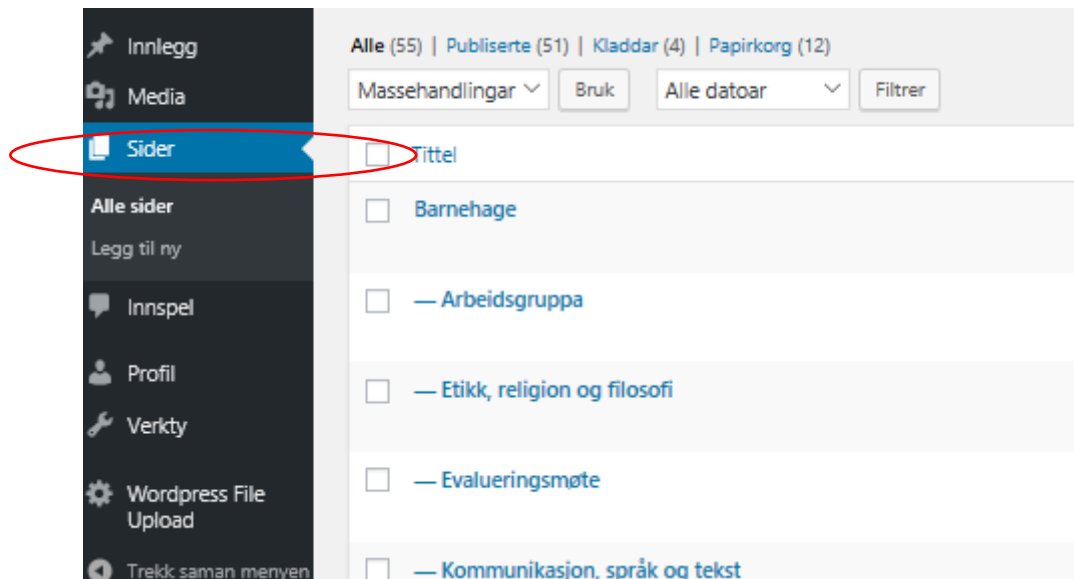 Innlegg
Media
Sider
Alle sider
Legg til ny
Innspel
Profil
Verkty
Wordpress File
Upload
Trekk saman menyen
Alle (55) | Publiserte (51) | Kladdar (4) | Papirkorg (12)
Massehandlingar Bruk Alle datoar Filtrer
Tittel
Barnehage
— Arbeidsgruppa
— Etikk, religion og filosofi
— Evalueringsmøte
— Kommunikasjon, språk og tekst